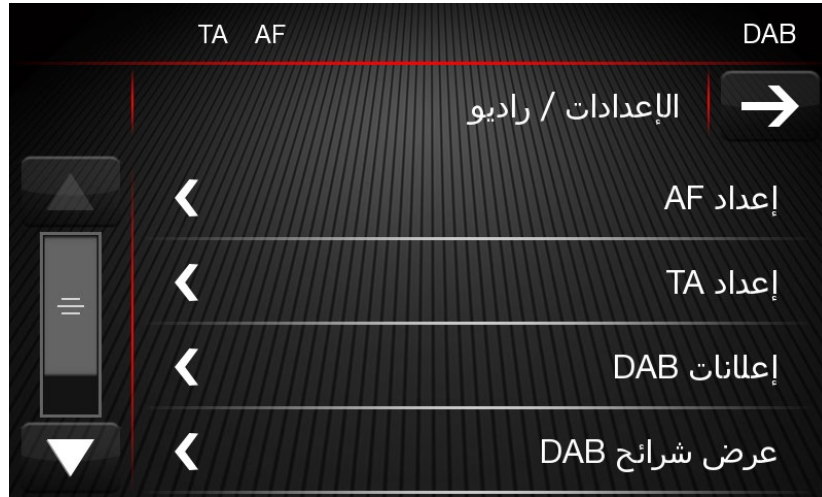 DAB TA AF
الإعدادات / راديو
إعداد AF
إعداد TA
إعلانات DAB
عرض شرائح DAB